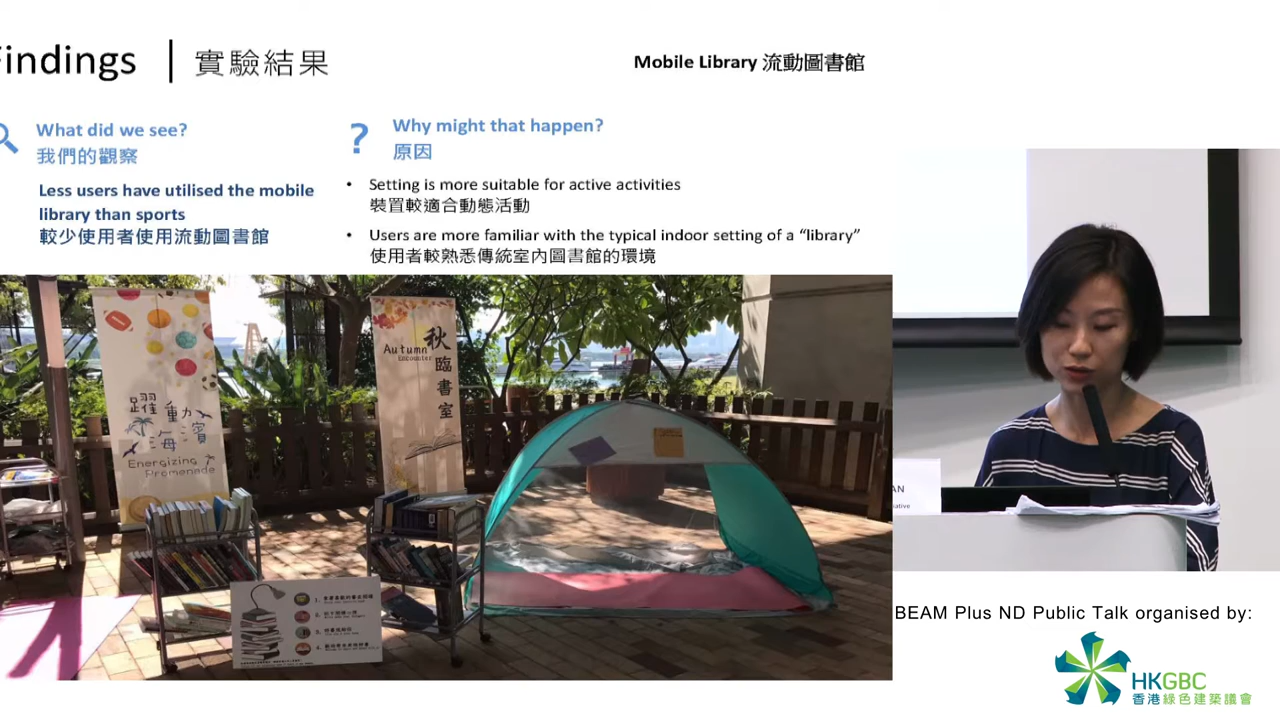 Findings | 實驗結果
Mobile Library 流動圖書館
What did we see?
我們的觀察
Less users have utilised the mobile
library than sports
較少使用者使用流動圖書館
?
Why might that happen?
原因
• Setting is more suitable for active activities
裝置較適合動態活動
• Users are more familiar with the typical indoor setting of a “library”
使用者較熟悉傳統室內圖書館的環境
躍動
海濱
Energizing
Promenade
Autumn
Encounter
秋
臨
書
室
AN
BEAM Plus ND Public Talk organised by:
HKGBC
香港綠色建築議會